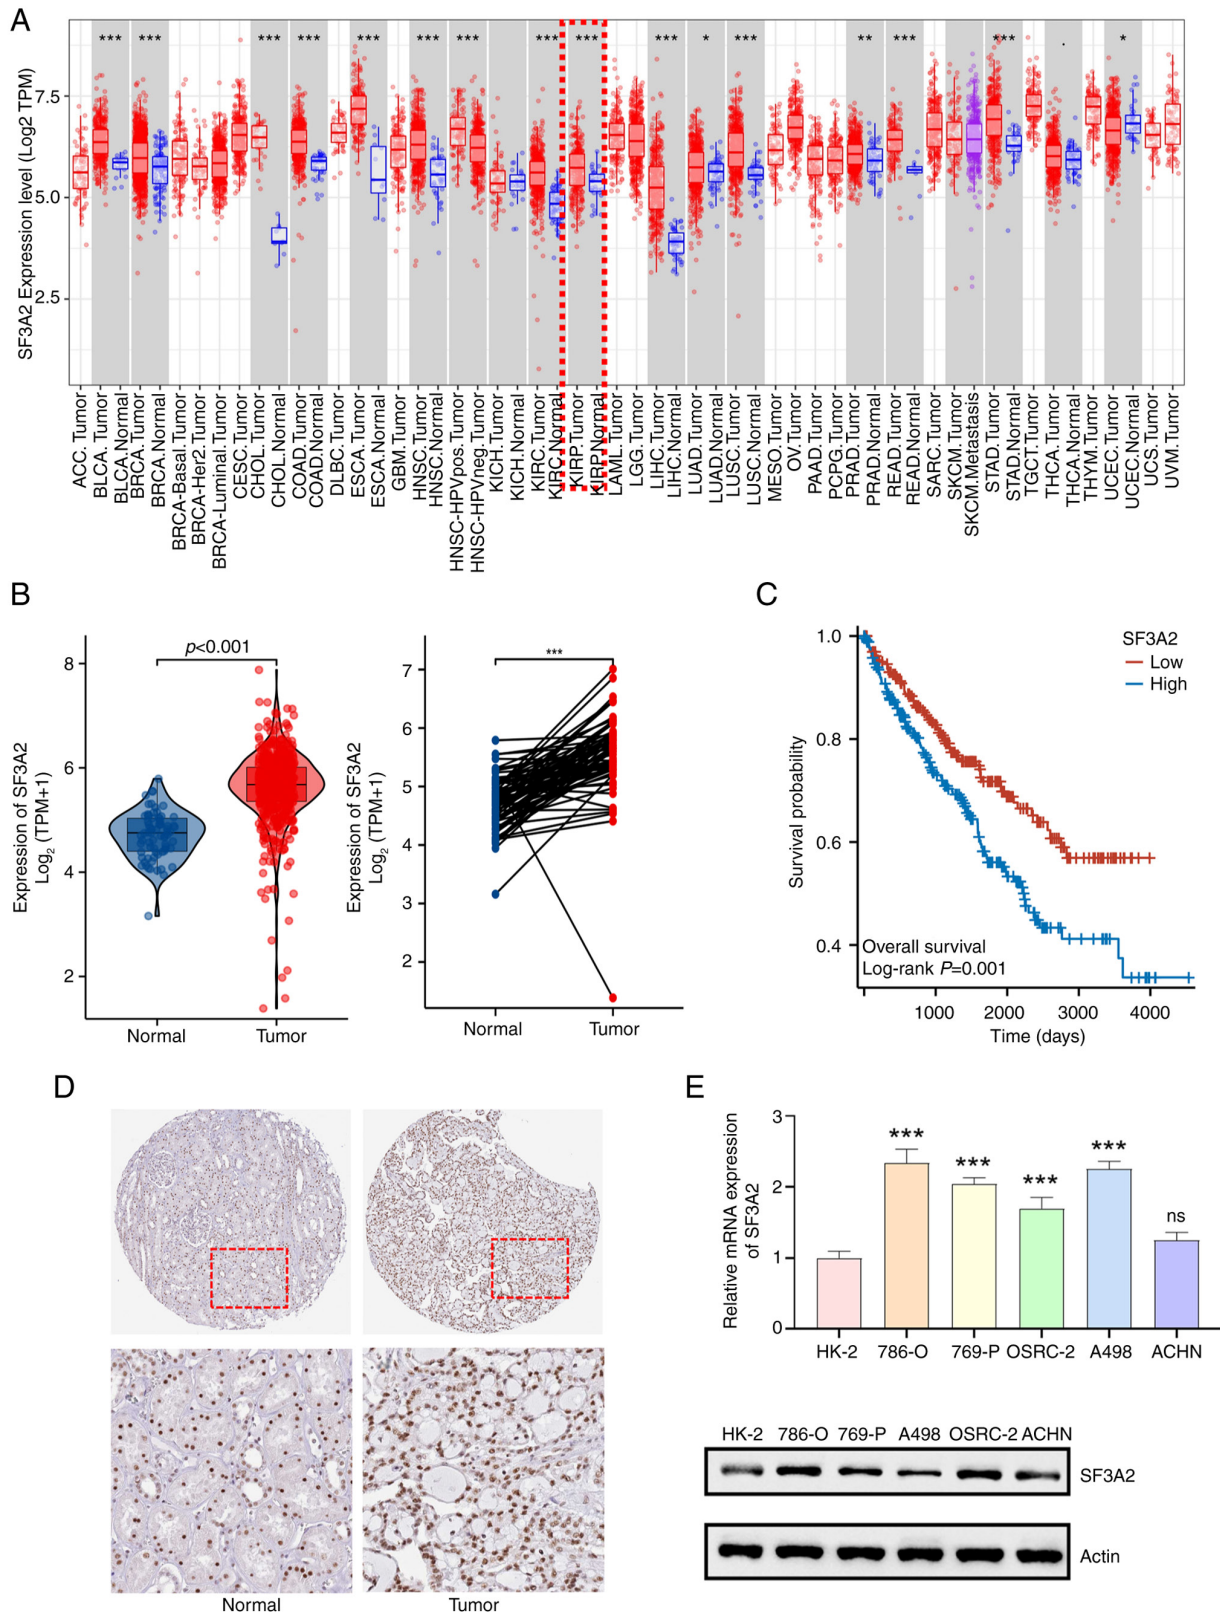 A
SF3A2 Expression level (Log2 TPM)
*** *** *** *** *** *** *** *** *** *** * *** ** *** *** . *
7.5
5.0
2.5
ACC.Tumor
BLCA.Tumor
BLCA.Normal
BRCA.Tumor
BRCA.Normal
BRCA-Basal.Tumor
BRCA-Her2.Tumor
BRCA-Luminal.Tumor
CESC.Tumor
CHOL.Tumor
CHOL.Normal
COAD.Tumor
COAD.Normal
DLBC.Tumor
ESCA.Tumor
ESCA.Normal
GBM.Tumor
HNSC.Tumor
HNSC.Normal
HNSC-HPVpos.Tumor
HNSC-HPVneg.Tumor
KICH.Tumor
KICH.Normal
KIRC.Tumor
KIRC.Normal
KIRP.Tumor
KIRP.Normal
LAML.Tumor
LGG.Tumor
LIHC.Tumor
LIHC.Normal
LUAD.Tumor
LUAD.Normal
LUSC.Tumor
LUSC.Normal
MESO.Tumor
OV.Tumor
PAAD.Tumor
PCPG.Tumor
PRAD.Tumor
PRAD.Normal
READ.Tumor
READ.Normal
SARC.Tumor
SKCM.Tumor
SKCM.Metastasis
STAD.Tumor
STAD.Normal
TGCT.Tumor
THCA.Tumor
THCA.Normal
THYM.Tumor
UCEC.Tumor
UCEC.Normal
UCS.Tumor
UVM.Tumor
B
Expression of SF3A2
Log2 (TPM+1)
8
6
4
2
p<0.001
Normal Tumor
Expression of SF3A2
Log2 (TPM+1)
7
6
5
4
3
2
***
Normal Tumor
C
Survival probability
1.0
0.8
0.6
0.4
SF3A2
Low
High
Overall survival
Log-rank P=0.001
1000 2000 3000 4000
Time (days)
D
Normal Tumor
E
Relative mRNA expression
of SF3A2
3
2
1
0
*** *** *** *** ns
HK-2 786-O 769-P OSRC-2 A498 ACHN
HK-2 786-O 769-P A498 OSRC-2 ACHN
SF3A2
Actin